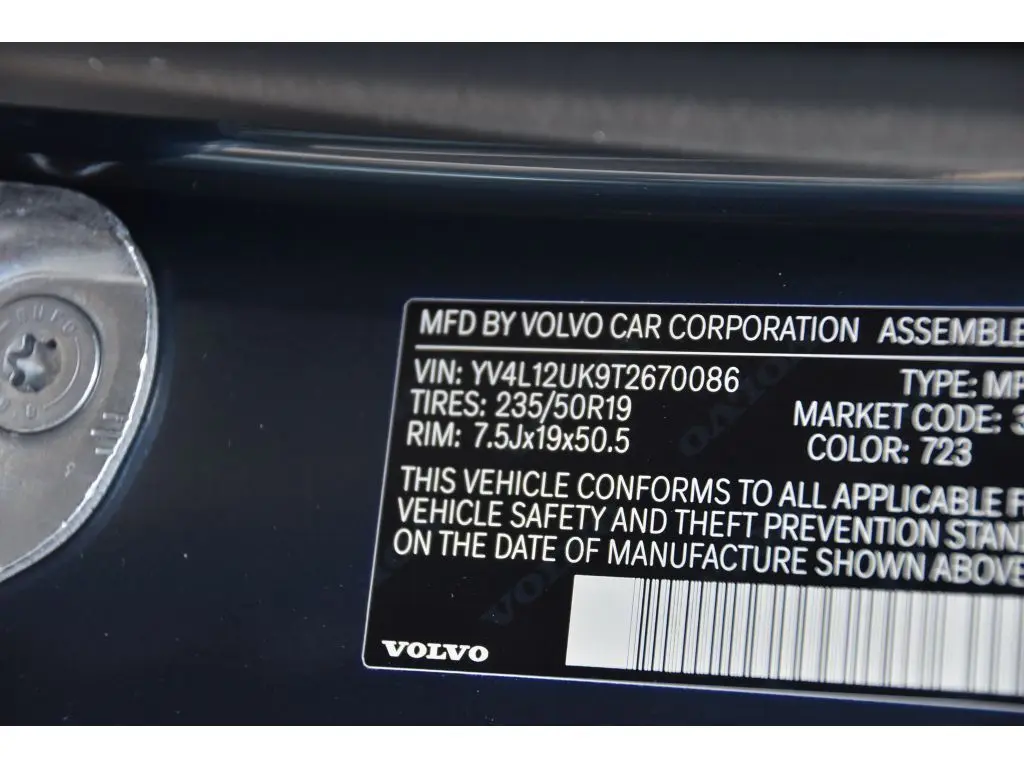 MFD BY VOLVO CAR CORPORATION ASSEMBLE
VIN: YV4L12UK9T2670086 TYPE: MP
TIRES: 235/50R19 MARKET CODE: 3
RIM: 7.5Jx19x50.5 COLOR: 723
THIS VEHICLE CONFORMS TO ALL APPLICABLE F
VEHICLE SAFETY AND THEFT PREVENTION STAN
ON THE DATE OF MANUFACTURE SHOWN ABOVE
VOLVO